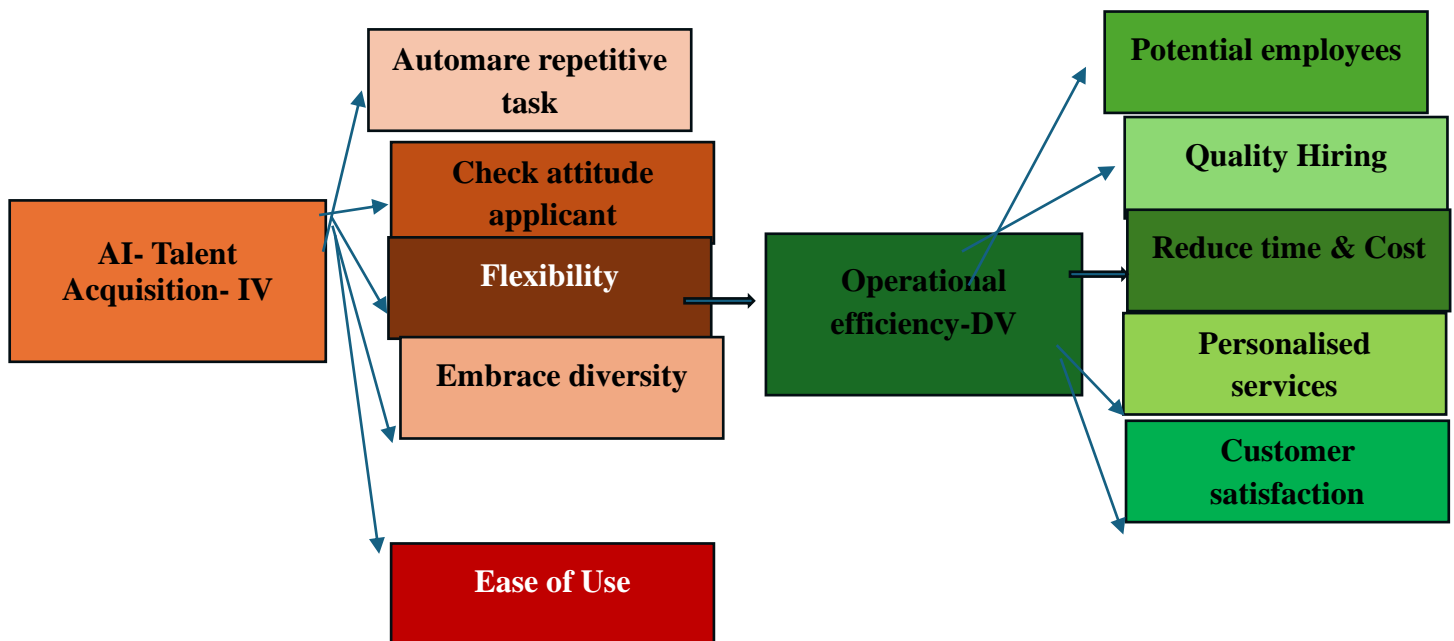 AI- Talent
Acquisition- IV
Automare repetitive
task
Check attitude
applicant
Flexibility
Embrace diversity
Ease of Use
Operational
efficiency-DV
Potential employees
Quality Hiring
Reduce time & Cost
Personalised
services
Customer
satisfaction